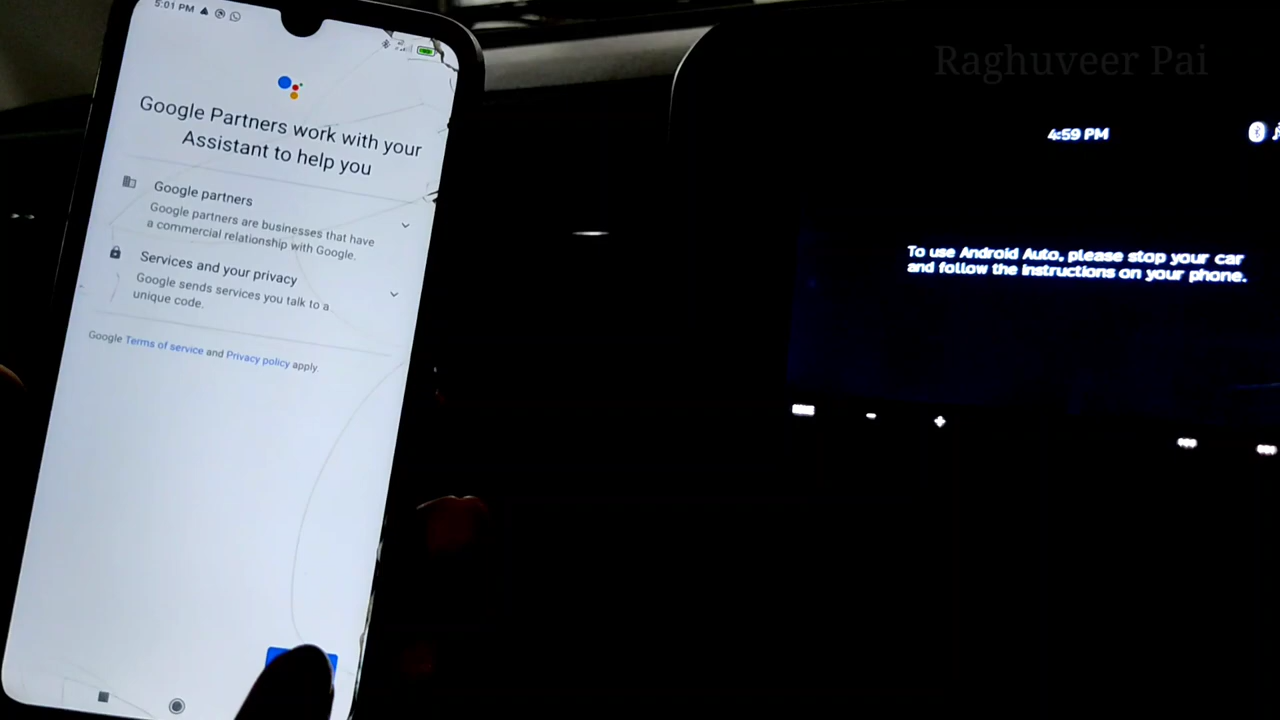 5:01 PM
Google Partners work with your
Assistant to help you
Google partners
Google partners are businesses that have
a commercial relationship with Google.
Services and your privacy
Google sends services you talk to a
unique code.
Google Terms of service and Privacy policy apply.
Raghuveer Pai
4:59 PM
To use Android Auto, please stop your car
and follow the instructions on your phone.